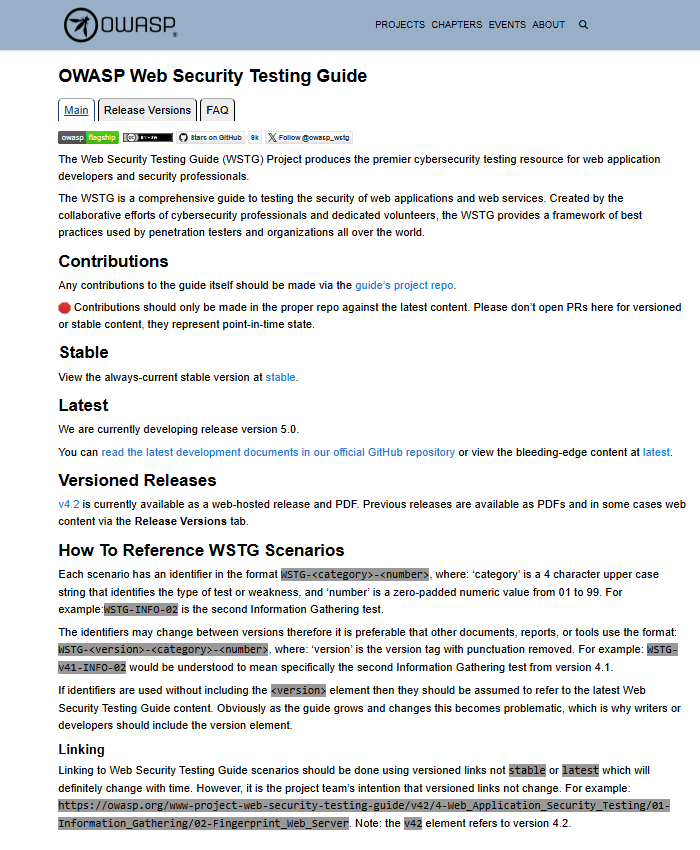 OWASP®
PROJECTS CHAPTERS EVENTS ABOUT
OWASP Web Security Testing Guide
Main Release Versions FAQ
owasp flagship CC BY-SA Stars on GitHub 9k X Follow @owasp_wstg
The Web Security Testing Guide (WSTG) Project produces the premier cybersecurity testing resource for web application
developers and security professionals.
The WSTG is a comprehensive guide to testing the security of web applications and web services. Created by the
collaborative efforts of cybersecurity professionals and dedicated volunteers, the WSTG provides a framework of best
practices used by penetration testers and organizations all over the world.
Contributions
Any contributions to the guide itself should be made via the guide’s project repo.
Contributions should only be made in the proper repo against the latest content. Please don’t open PRs here for versioned
or stable content, they represent point-in-time state.
Stable
View the always-current stable version at stable.
Latest
We are currently developing release version 5.0.
You can read the latest development documents in our official GitHub repository or view the bleeding-edge content at latest.
Versioned Releases
v4.2 is currently available as a web-hosted release and PDF. Previous releases are available as PDFs and in some cases web
content via the Release Versions tab.
How To Reference WSTG Scenarios
Each scenario has an identifier in the format WSTG-<category>-<number>, where: ‘category’ is a 4 character upper case
string that identifies the type of test or weakness, and ‘number’ is a zero-padded numeric value from 01 to 99. For
example:WSTG-INFO-02 is the second Information Gathering test.
The identifiers may change between versions therefore it is preferable that other documents, reports, or tools use the format:
WSTG-<version>-<category>-<number>, where: ‘version’ is the version tag with punctuation removed. For example: WSTG-
v41-INFO-02 would be understood to mean specifically the second Information Gathering test from version 4.1.
If identifiers are used without including the <version> element then they should be assumed to refer to the latest Web
Security Testing Guide content. Obviously as the guide grows and changes this becomes problematic, which is why writers or
developers should include the version element.
Linking
Linking to Web Security Testing Guide scenarios should be done using versioned links not stable or latest which will
definitely change with time. However, it is the project team’s intention that versioned links not change. For example:
https://owasp.org/www-project-web-security-testing-guide/v42/4-Web_Application_Security_Testing/01-
Information_Gathering/02-Fingerprint_Web_Server. Note: the v42 element refers to version 4.2.